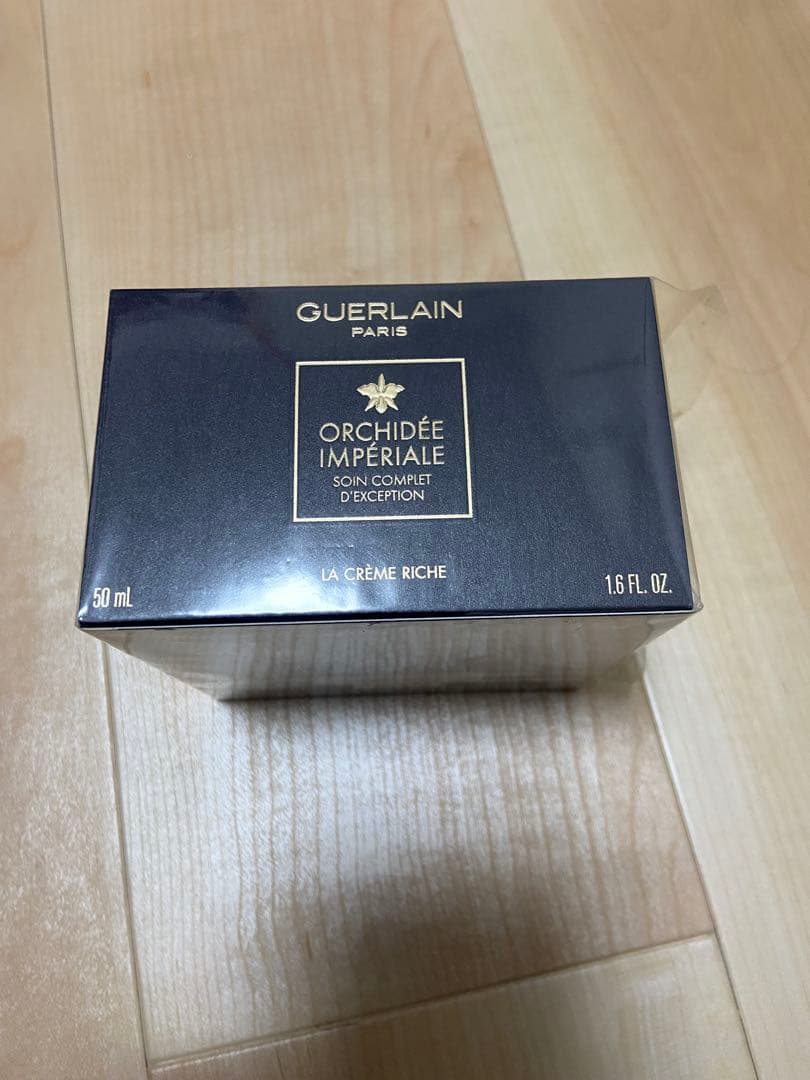 GUERLAIN
PARIS
ORCHIDÉE
IMPÉRIALE
SOIN COMPLET
D'EXCEPTION
LA CRÈME RICHE
50 mL
1.6 FL. OZ.